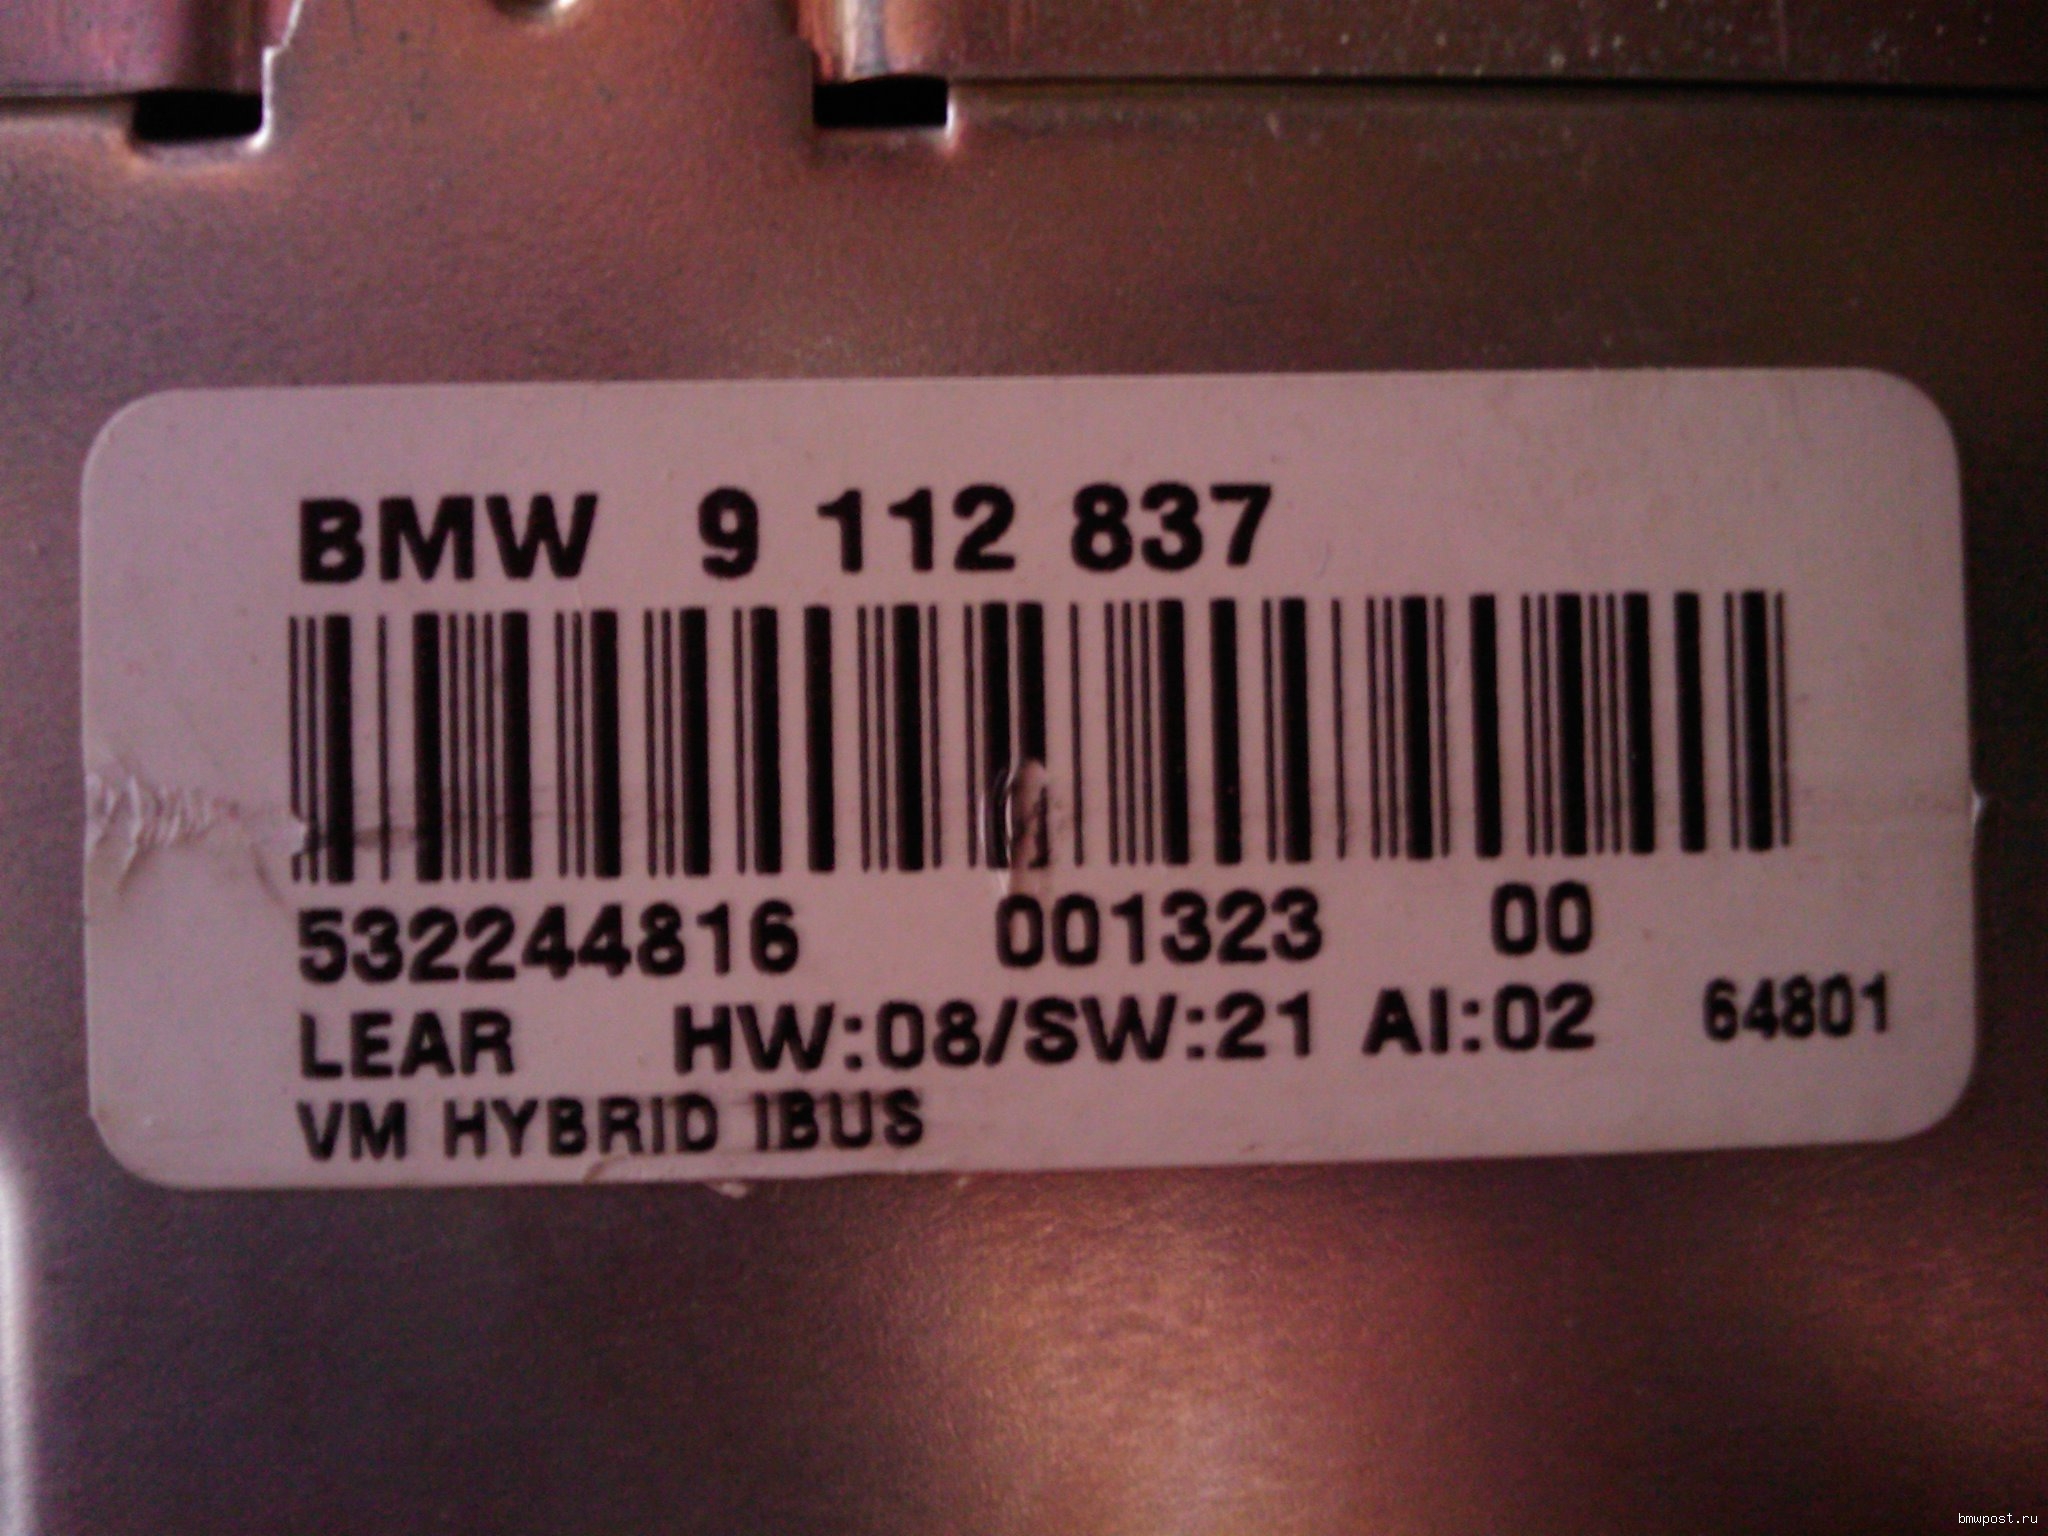 BMW 9 112 837
532244816 001323 00
LEAR HW:08/SW:21 AI:02 64801
VM HYBRID IBUS
bmwpost.ru